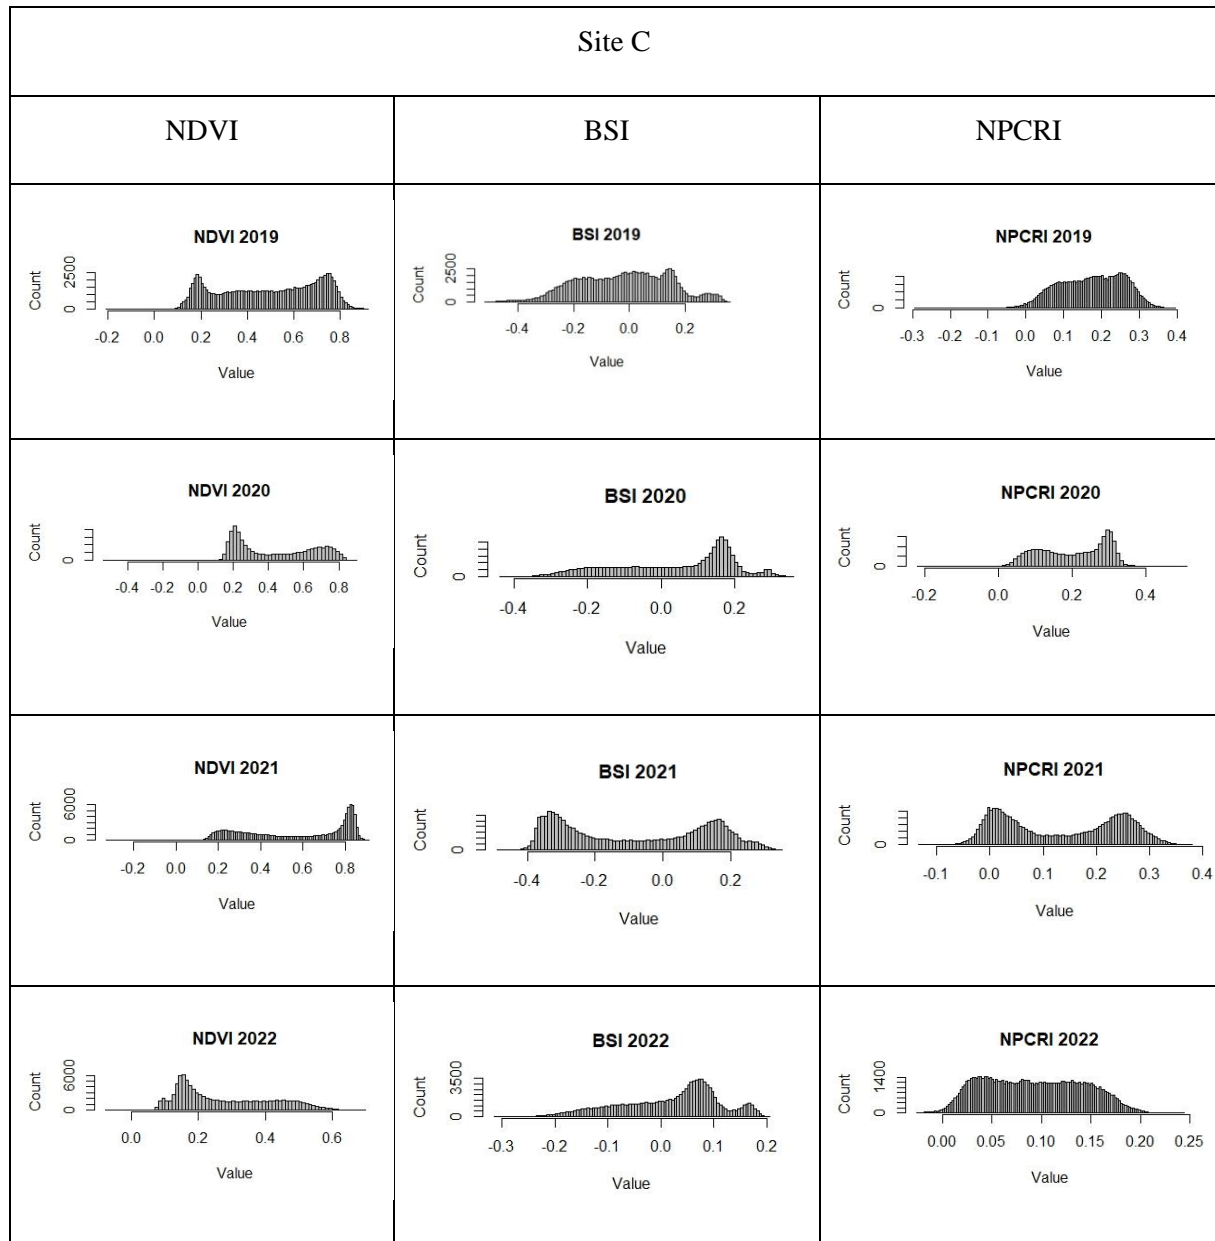 Site C
NDVI BSI NPCRI
NDVI 2019
Count
0 2500
-0.2 0.0 0.2 0.4 0.6 0.8
Value
BSI 2019
Count
0 2500
-0.4 -0.2 0.0 0.2
Value
NPCRI 2019
Count
0
-0.3 -0.2 -0.1 0.0 0.1 0.2 0.3 0.4
Value
NDVI 2020
Count
0
-0.4 -0.2 0.0 0.2 0.4 0.6 0.8
Value
BSI 2020
Count
0
-0.4 -0.2 0.0 0.2
Value
NPCRI 2020
Count
0
-0.2 0.0 0.2 0.4
Value
NDVI 2021
Count
0 6000
-0.2 0.0 0.2 0.4 0.6 0.8
Value
BSI 2021
Count
0
-0.4 -0.2 0.0 0.2
Value
NPCRI 2021
Count
0
-0.1 0.0 0.1 0.2 0.3 0.4
Value
NDVI 2022
Count
0 6000
0.0 0.2 0.4 0.6
Value
BSI 2022
Count
0 3500
-0.3 -0.2 -0.1 0.0 0.1 0.2
Value
NPCRI 2022
Count
0 1400
0.00 0.05 0.10 0.15 0.20 0.25
Value